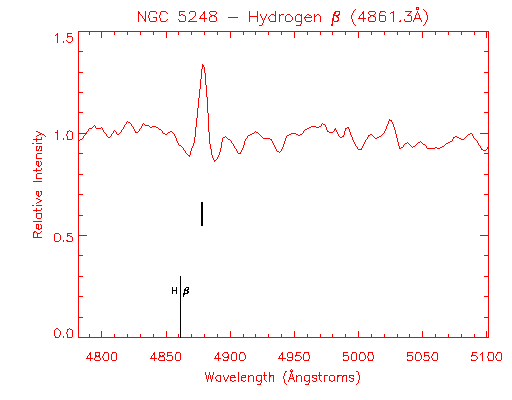 NGC 5248 – Hydrogen β (4861.3Å)
1.5
1.0
0.5
0.0
Relative Intensity
H β
4800 4850 4900 4950 5000 5050 5100
Wavelength (Ångstroms)